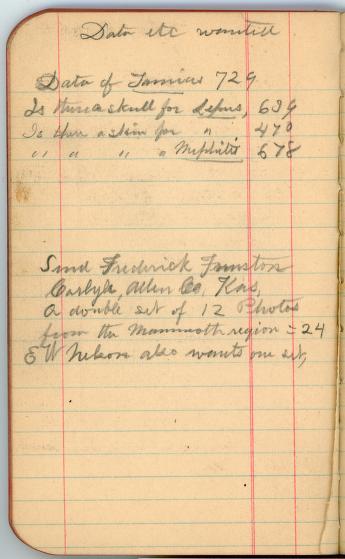 Data etc wanted
Data of Tamias 729
Is there a skull for Lepus, 639
Is there a skin for " 470
" " " " Mephitis 678
Send Frederick Funston
Carlyle, Allen Co, Kas,
a double set of 12 Photos
from the Mammoth region = 24
E W Nelson also wants one set,